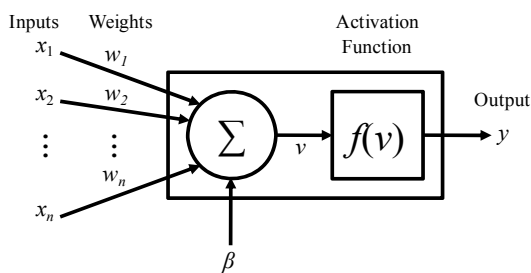 Inputs Weights Activation Function
x1 w1
x2 w2 Output
⋮ ⋮ ∑ v f(v) y
wn
xn
β